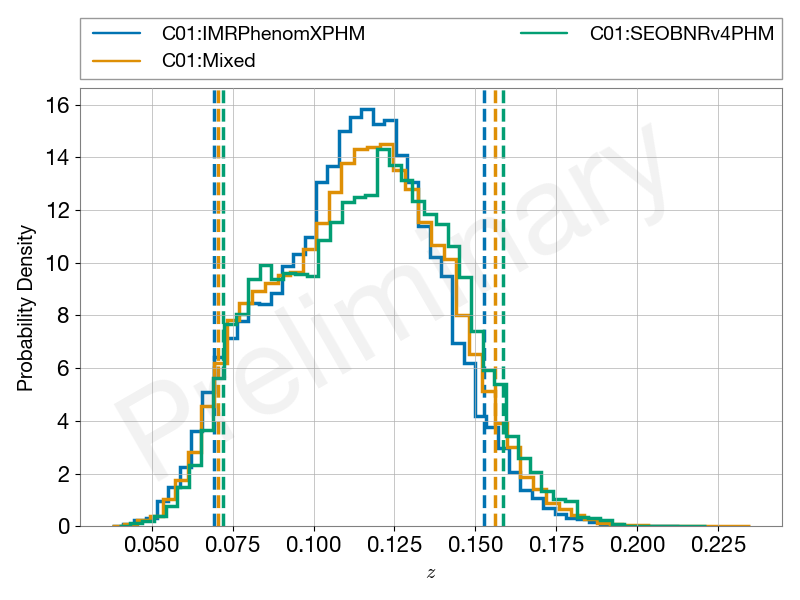 C01:IMRPhenomXPHM
C01:SEOBNRv4PHM
C01:Mixed
Preliminary
Probability Density
16
14
12
10
8
6
4
2
0
0.050 0.075 0.100 0.125 0.150 0.175 0.200 0.225
z